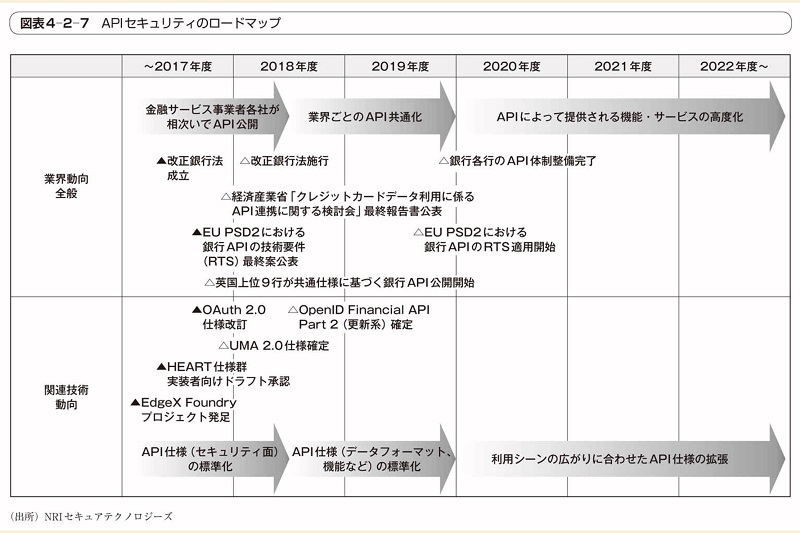 図表4-2-7 APIセキュリティのロードマップ
～2017年度 2018年度 2019年度 2020年度 2021年度 2022年度～
業界動向
全般
金融サービス事業者各社が
相次いでAPI公開
業界ごとのAPI共通化
APIによって提供される機能・サービスの高度化
▲改正銀行法
成立
△改正銀行法施行
△銀行各行のAPI体制整備完了
△経済産業省「クレジットカードデータ利用に係る
API連携に関する検討会」最終報告書公表
▲EU PSD2における
銀行APIの技術要件
（RTS）最終案公表
△EU PSD2における
銀行APIのRTS適用開始
△英国上位9行が共通仕様に基づく銀行API公開開始
関連技術
動向
▲OAuth 2.0
仕様改訂
△OpenID Financial API
Part 2（更新系）確定
△UMA 2.0仕様確定
▲HEART仕様群
実装者向けドラフト承認
▲EdgeX Foundry
プロジェクト発足
API仕様（セキュリティ面）
の標準化
API仕様（データフォーマット、
機能など）の標準化
利用シーンの広がりに合わせたAPI仕様の拡張
（出所）NRIセキュアテクノロジーズ